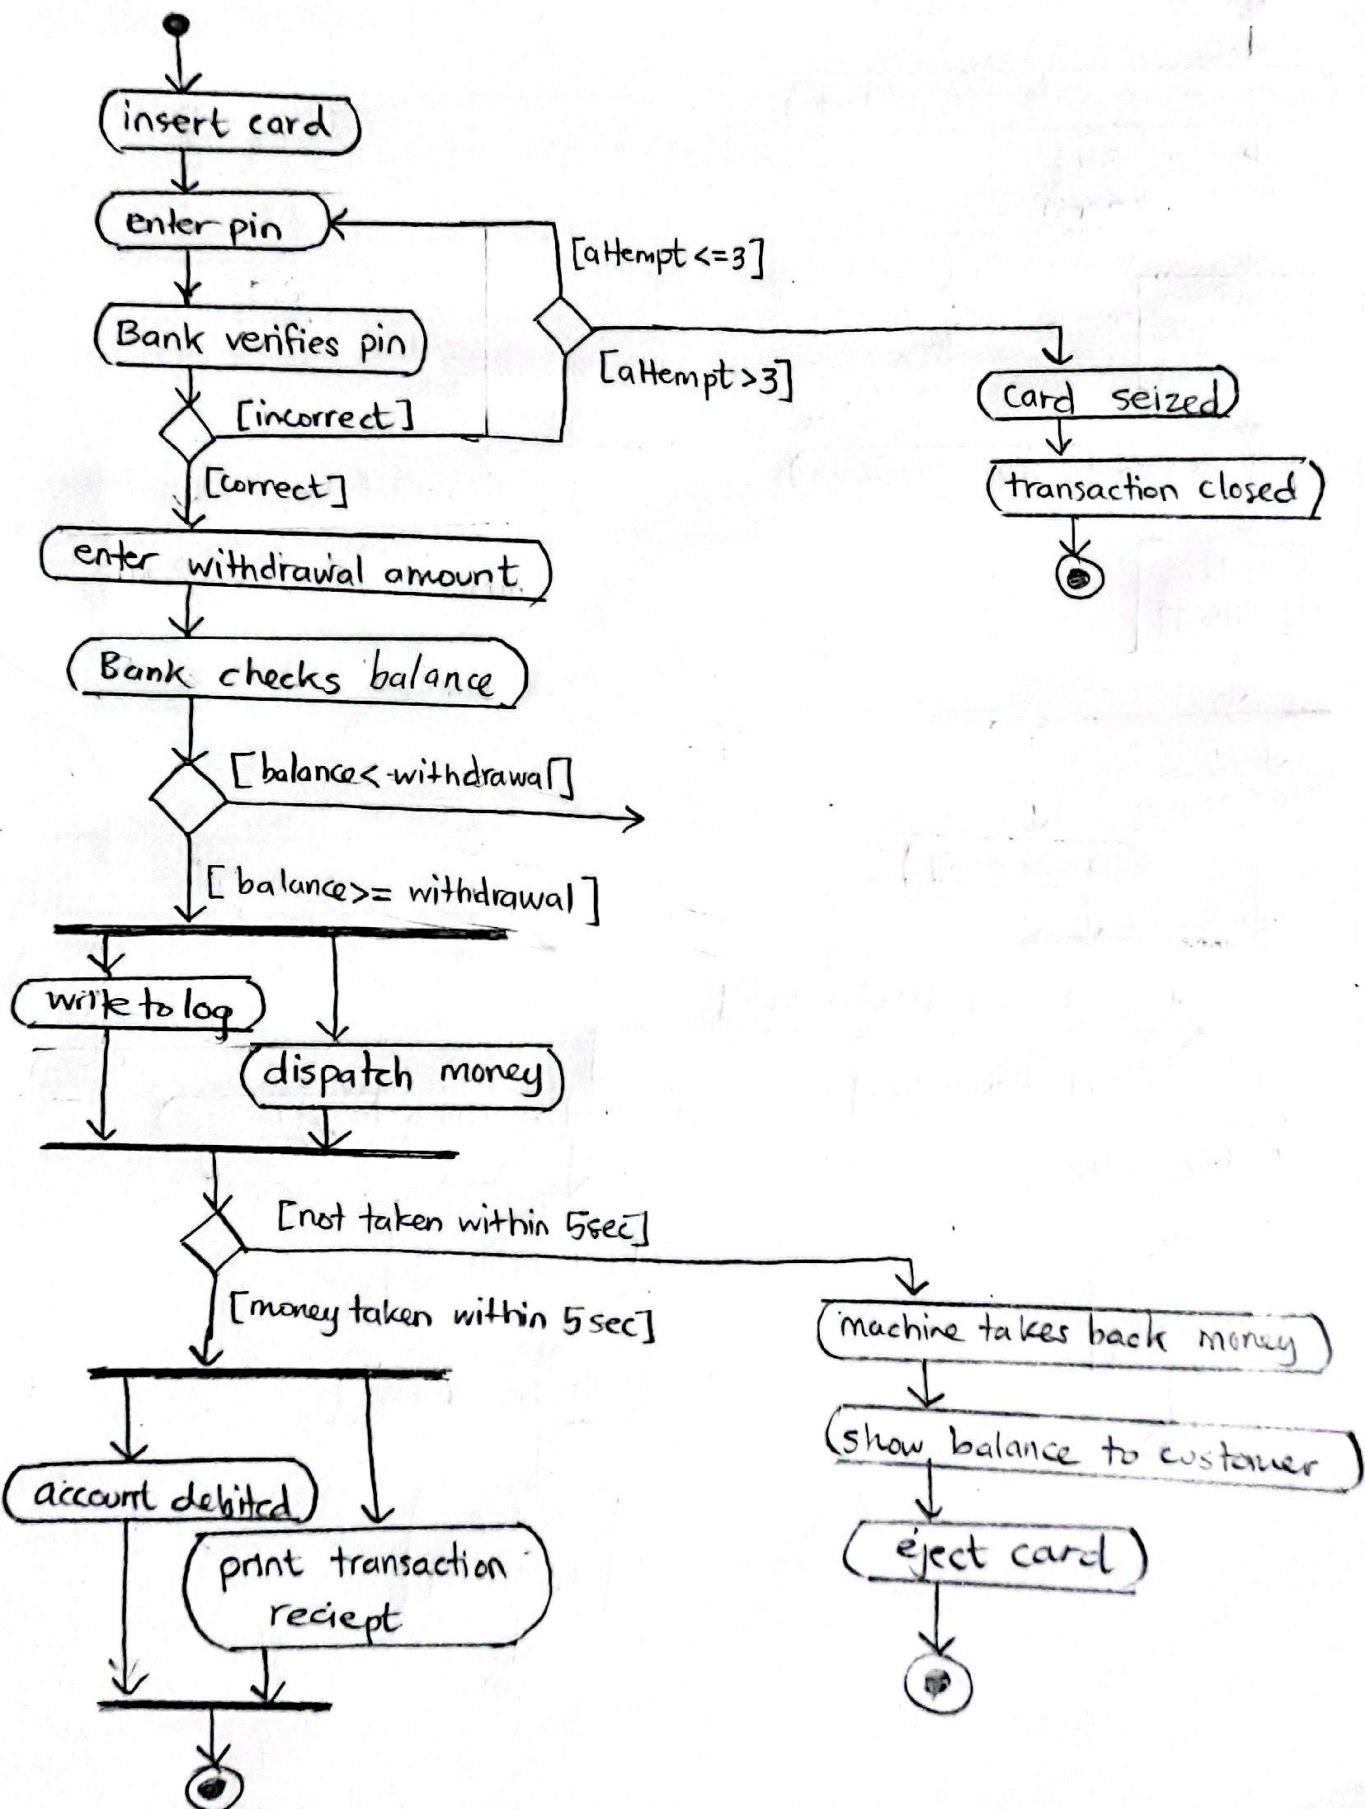 insert card
enter pin
[attempt <=3]
Bank verifies pin
[attempt >3]
card seized
[incorrect]
[correct]
transaction closed
enter withdrawal amount
Bank checks balance
[balance < withdrawal]
[balance >= withdrawal]
write to log
dispatch money
[not taken within 5sec]
[money taken within 5 sec]
machine takes back money
show balance to customer
account debited
eject card
print transaction
reciept